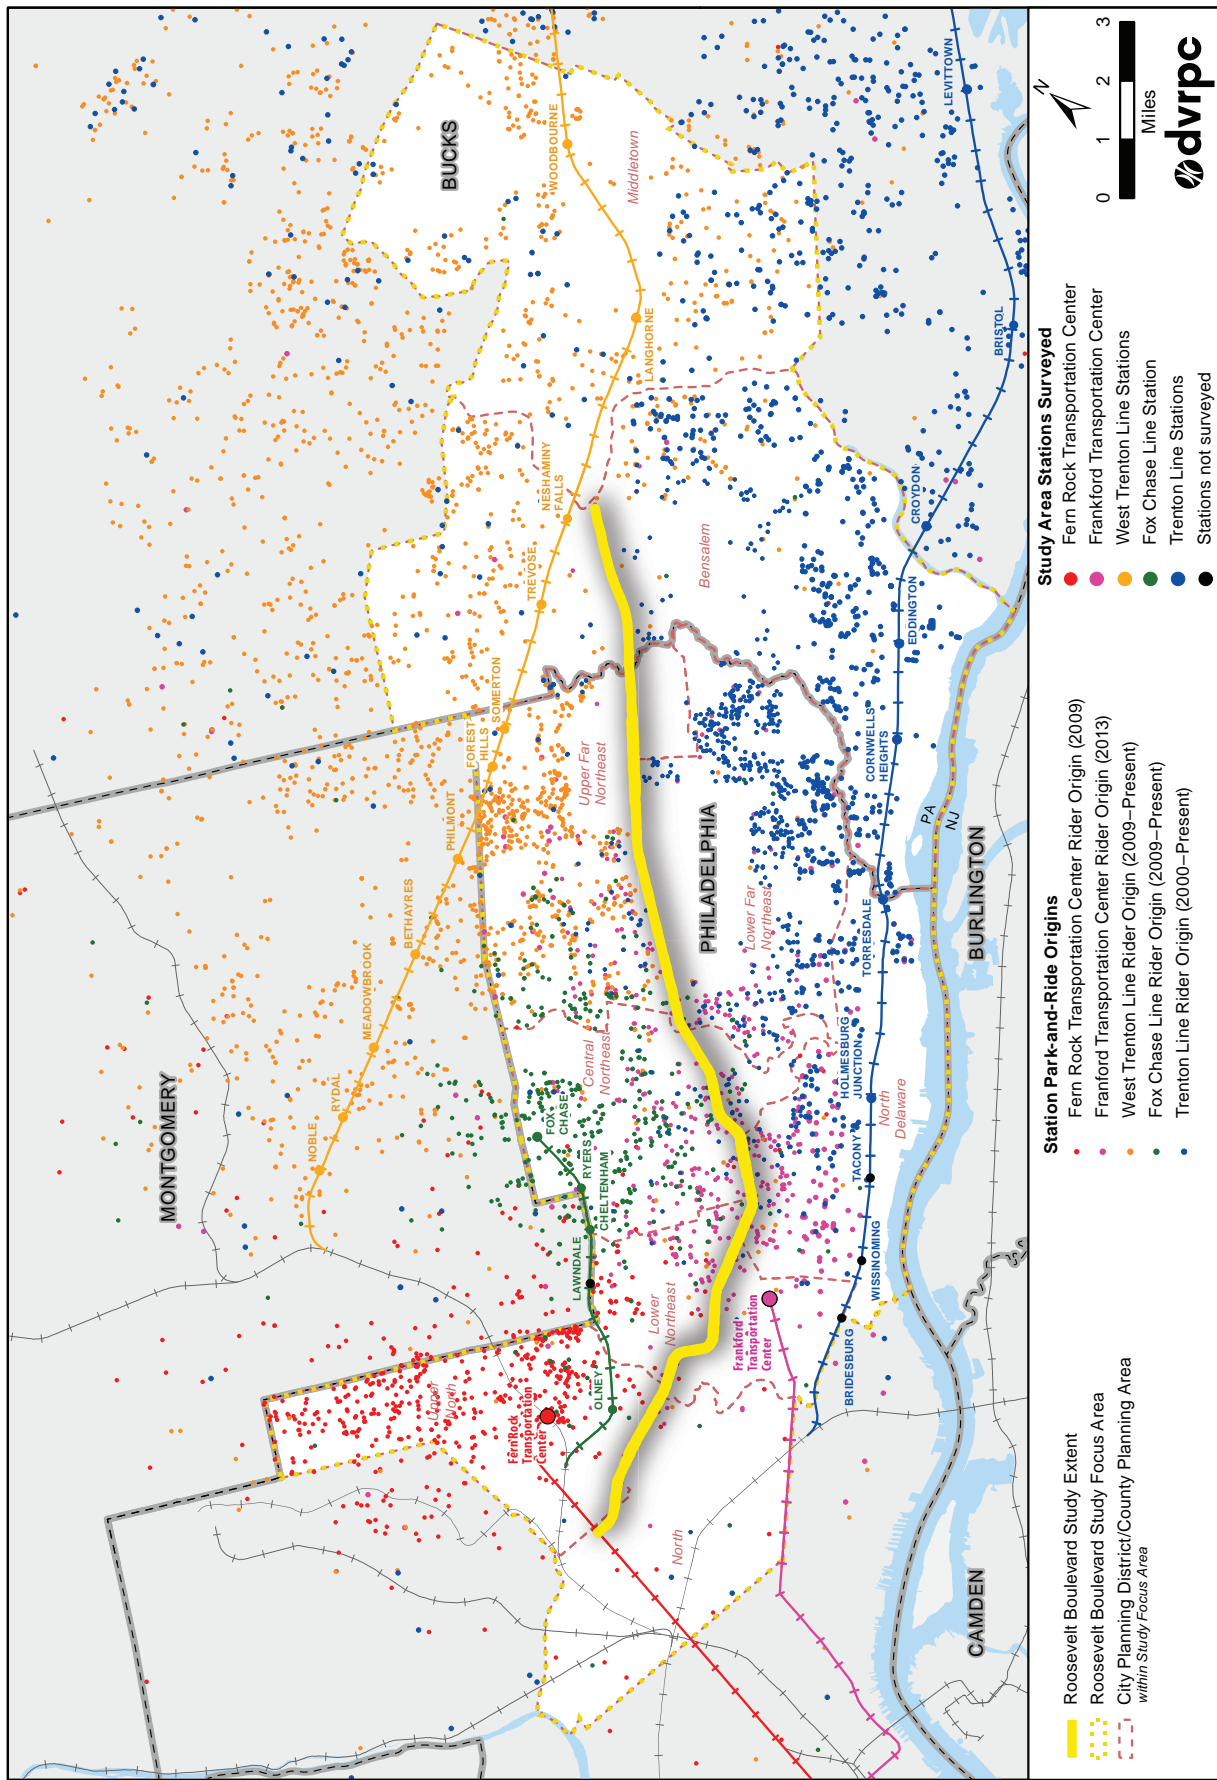 MONTGOMERY
BUCKS
PHILADELPHIA
BURLINGTON
CAMDEN
PA
NJ
NOBLE
RYDAL
MEADOWBROOK
BETHAYRES
PHILMONT
FOREST
HILLS
SOMERTON
TREVOSE
NESHAMINY
FALLS
LANGHORNE
WOODBOURNE
FOX
CHASE
RYERS
CHELTENHAM
LAWNDALE
OLNEY
Fern Rock
Transportation
Center
Frankford
Transportation
Center
BRIDESBURG
WISSINOMING
TACONY
HOLMESBURG
JUNCTION
TORRESDALE
CORNWELLS
HEIGHTS
EDDINGTON
CROYDON
BRISTOL
LEVITTOWN
Upper
North
North
Lower
Northeast
Central
Northeast
North
Delaware
Lower Far
Northeast
Upper Far
Northeast
Bensalem
Middletown
Roosevelt Boulevard Study Extent
Roosevelt Boulevard Study Focus Area
City Planning District/County Planning Area
within Study Focus Area
Station Park-and-Ride Origins
Fern Rock Transportation Center Rider Origin (2009)
Franford Transportation Center Rider Origin (2013)
West Trenton Line Rider Origin (2009–Present)
Fox Chase Line Rider Origin (2009–Present)
Trenton Line Rider Origin (2000–Present)
Study Area Stations Surveyed
Fern Rock Transportation Center
Frankford Transportation Center
West Trenton Line Stations
Fox Chase Line Station
Trenton Line Stations
Stations not surveyed
N
0 1 2 3
Miles
dvrpc